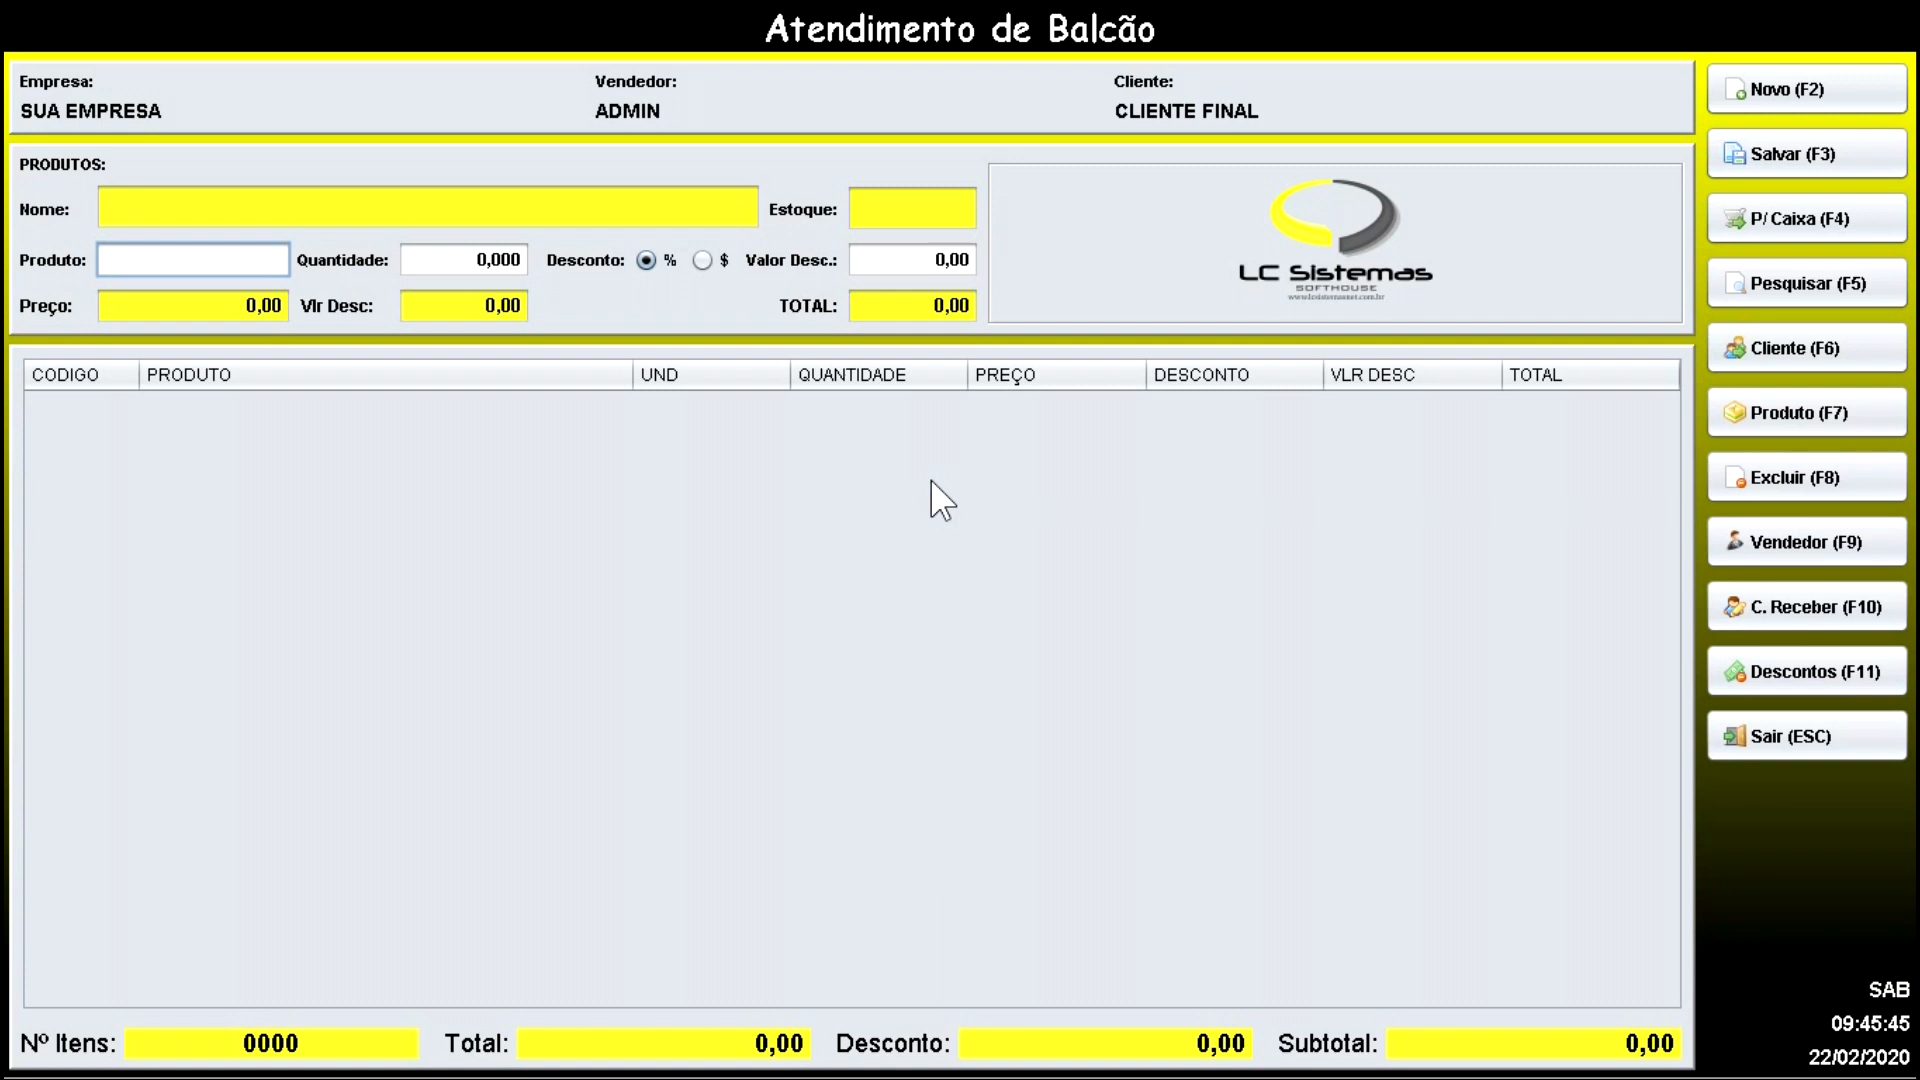 Atendimento de Balcão
Empresa: Vendedor: Cliente:
SUA EMPRESA ADMIN CLIENTE FINAL
PRODUTOS:
Nome: Estoque:
Produto: Quantidade: 0,000 Desconto: % $ Valor Desc.: 0,00
Preço: 0,00 Vlr Desc: 0,00 TOTAL: 0,00
LC Sistemas
SOFTHOUSE
www.lcsistemasnet.com.br
CODIGO PRODUTO UND QUANTIDADE PREÇO DESCONTO VLR DESC TOTAL
Nº Itens: 0000 Total: 0,00 Desconto: 0,00 Subtotal: 0,00
Novo (F2)
Salvar (F3)
P/ Caixa (F4)
Pesquisar (F5)
Cliente (F6)
Produto (F7)
Excluir (F8)
Vendedor (F9)
C. Receber (F10)
Descontos (F11)
Sair (ESC)
SAB
09:45:45
22/02/2020